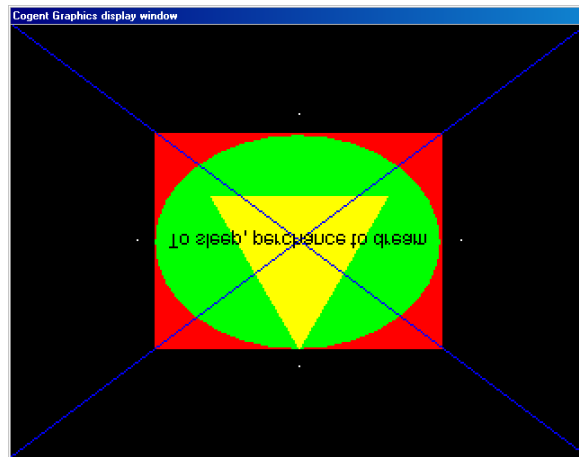 Cogent Graphics display window
To sleep, perchance to dream